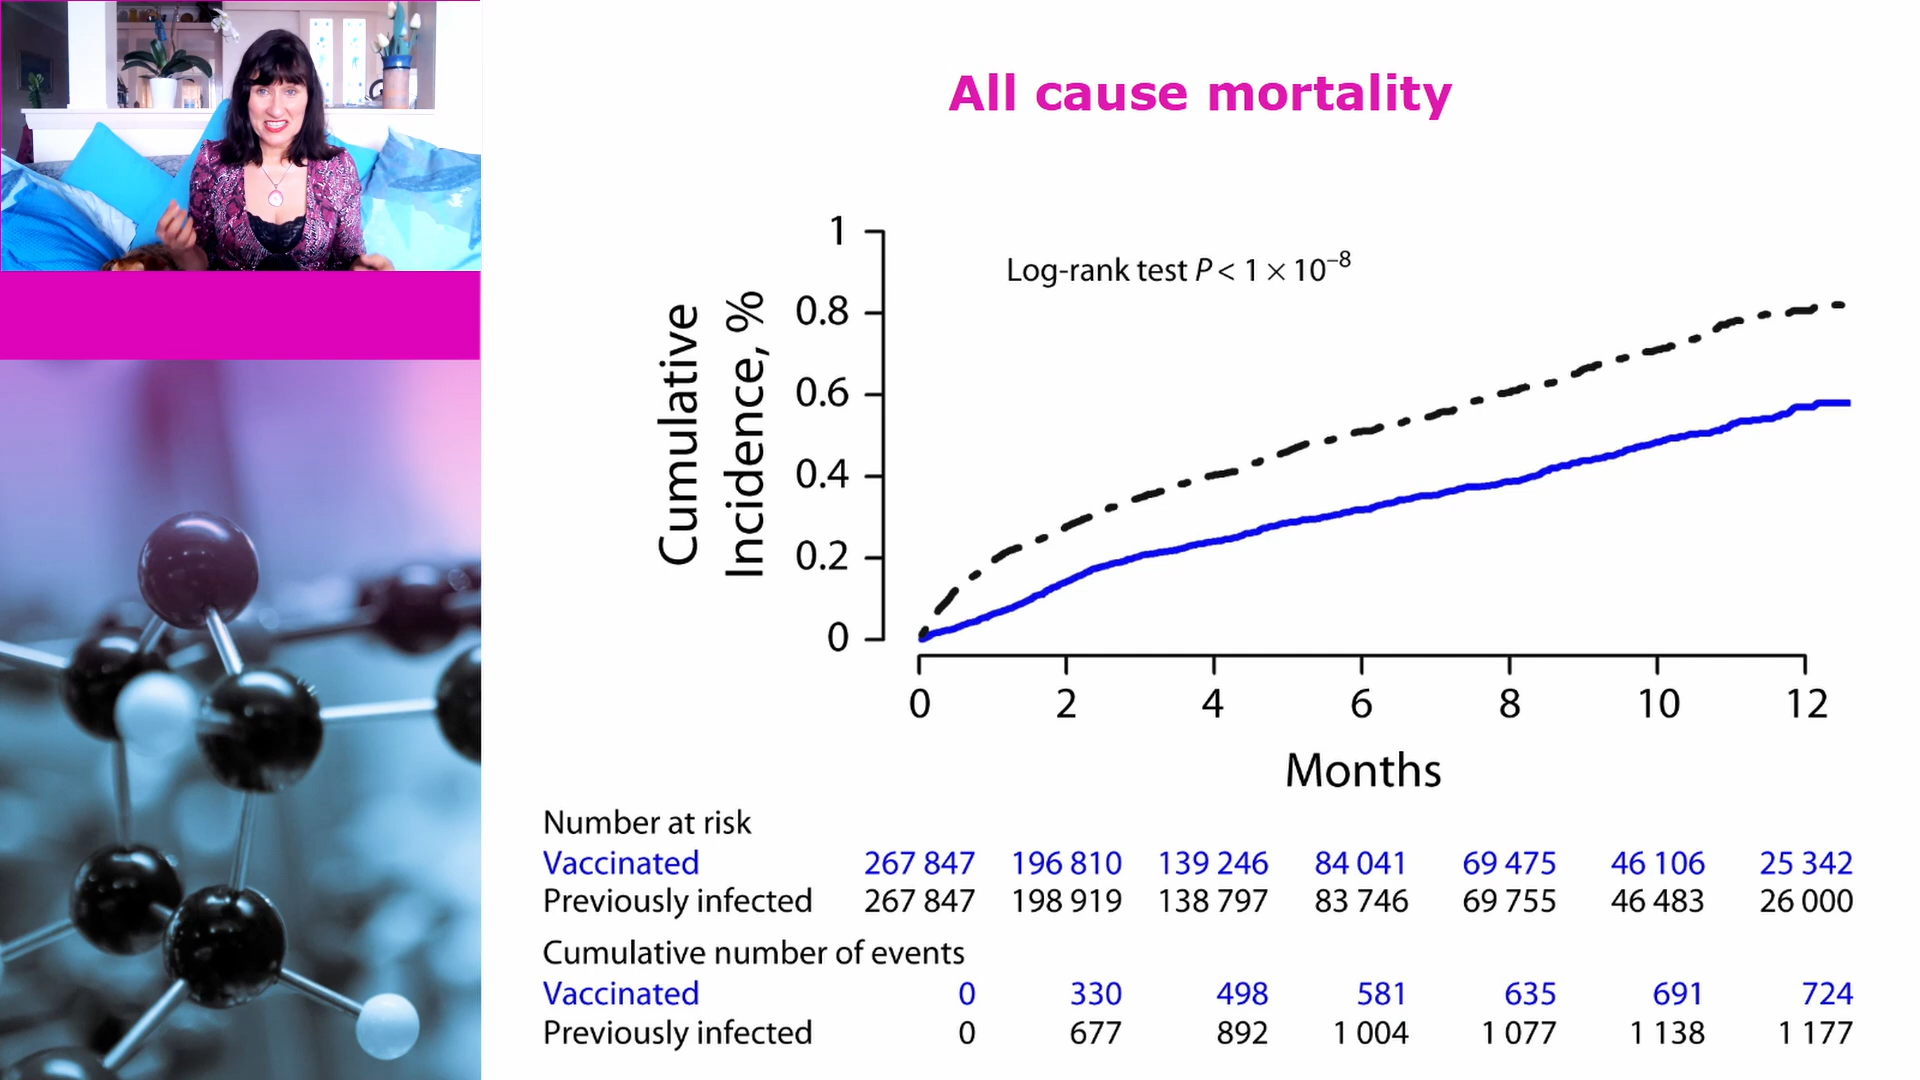 All cause mortality
Log-rank test P < 1 × 10⁻⁸
Cumulative
Incidence, %
1
0.8
0.6
0.4
0.2
0
0 2 4 6 8 10 12
Months
Number at risk
Vaccinated 267 847 196 810 139 246 84 041 69 475 46 106 25 342
Previously infected 267 847 198 919 138 797 83 746 69 755 46 483 26 000
Cumulative number of events
Vaccinated 0 330 498 581 635 691 724
Previously infected 0 677 892 1 004 1 077 1 138 1 177